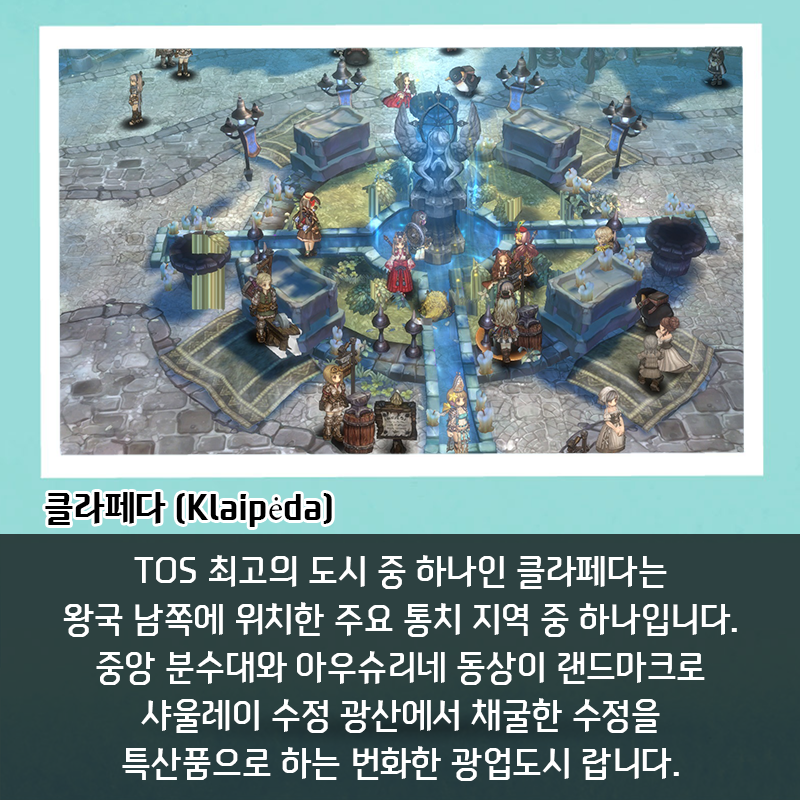 클라페다 (Klaipėda)
TOS 최고의 도시 중 하나인 클라페다는
왕국 남쪽에 위치한 주요 통치 지역 중 하나입니다.
중앙 분수대와 아우슈리네 동상이 랜드마크로
샤울레이 수정 광산에서 채굴한 수정을
특산품으로 하는 번화한 광업도시 랍니다.